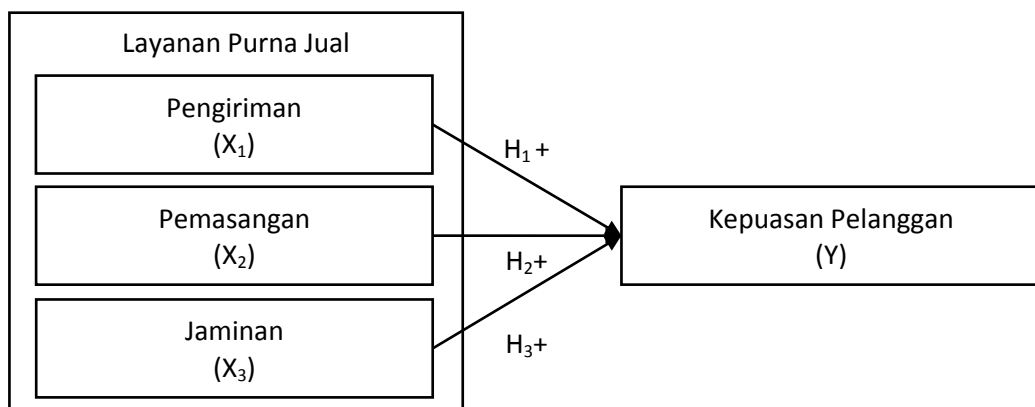 Layanan Purna Jual
Pengiriman
(X₁)
H₁ +
Pemasangan
(X₂)
H₂+
Kepuasan Pelanggan
(Y)
Jaminan
(X₃)
H₃+